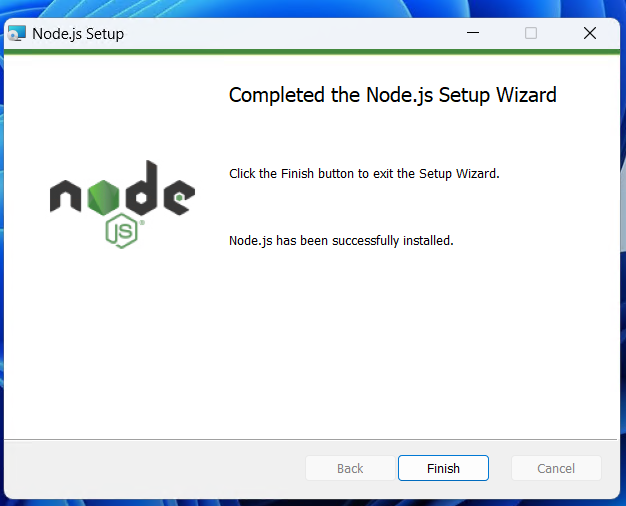 Node.js Setup
Completed the Node.js Setup Wizard
Click the Finish button to exit the Setup Wizard.
node
JS®
Node.js has been successfully installed.
Back
Finish
Cancel